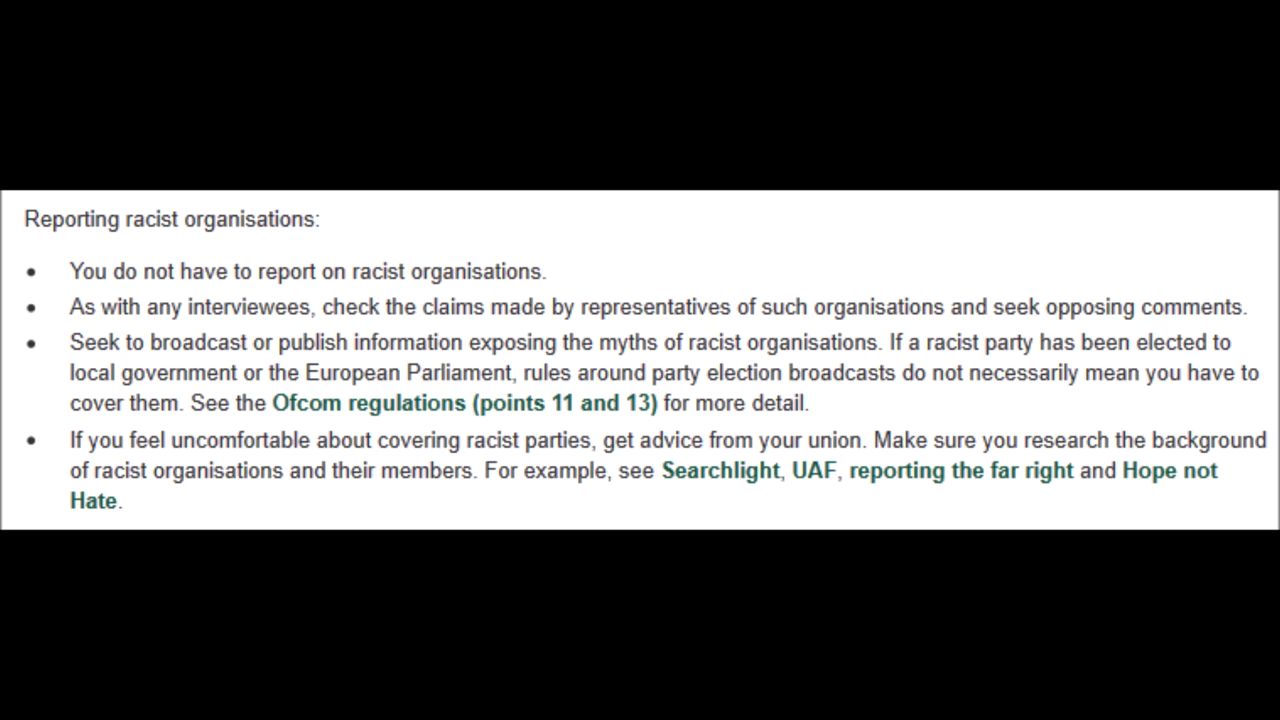 Reporting racist organisations:
• You do not have to report on racist organisations.
• As with any interviewees, check the claims made by representatives of such organisations and seek opposing comments.
• Seek to broadcast or publish information exposing the myths of racist organisations. If a racist party has been elected to
local government or the European Parliament, rules around party election broadcasts do not necessarily mean you have to
cover them. See the Ofcom regulations (points 11 and 13) for more detail.
• If you feel uncomfortable about covering racist parties, get advice from your union. Make sure you research the background
of racist organisations and their members. For example, see Searchlight, UAF, reporting the far right and Hope not
Hate.